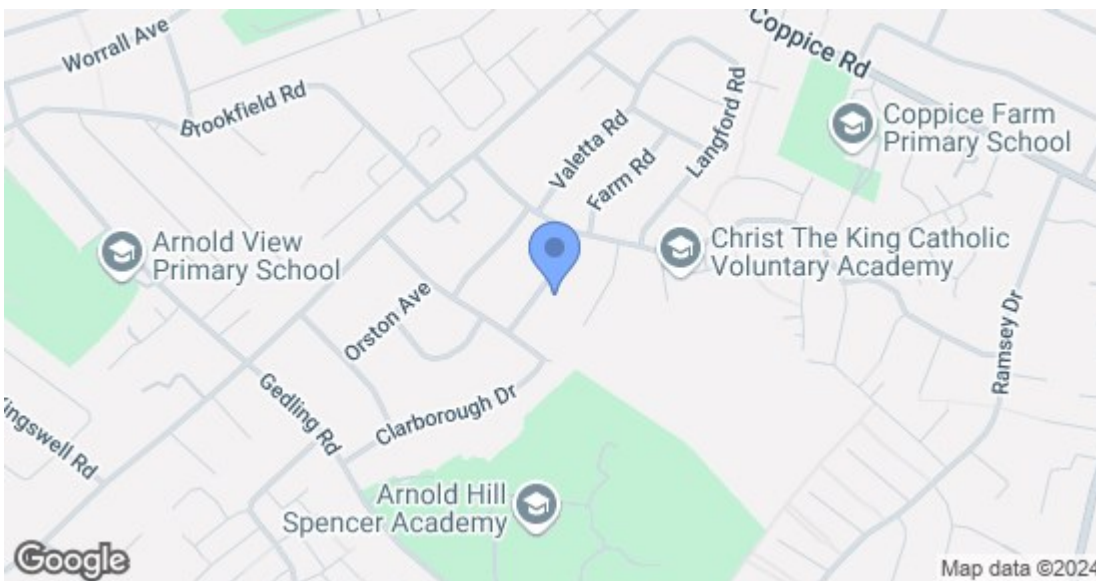 Worrall Ave
Brookfield Rd
Coppice Rd
Coppice Farm
Primary School
Valetta Rd
Langford Rd
Farm Rd
Arnold View
Primary School
Christ The King Catholic
Voluntary Academy
Orston Ave
Ramsey Dr
Gedling Rd
Clarborough Dr
Kingswell Rd
Arnold Hill
Spencer Academy
Google
Map data ©2024